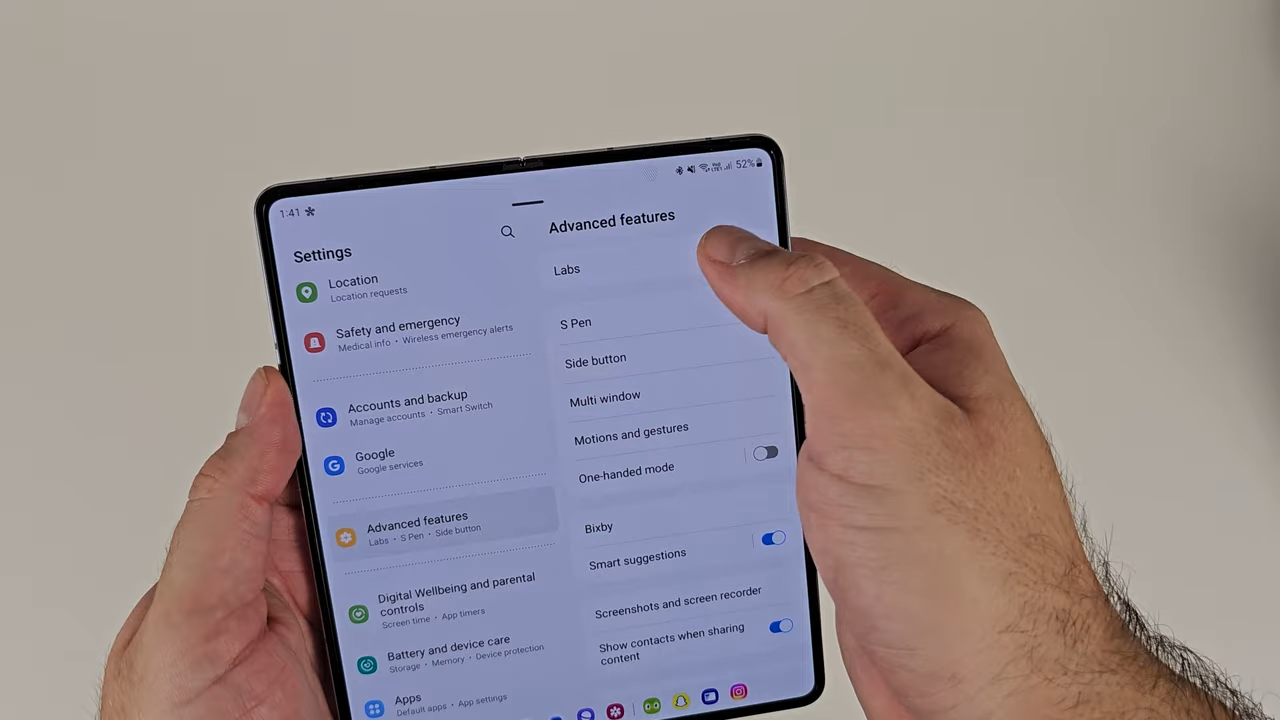 1:41
52%
Settings
Location
Location requests
Safety and emergency
Medical info • Wireless emergency alerts
Accounts and backup
Manage accounts • Smart Switch
Google
Google services
Advanced features
Labs • S Pen • Side button
Digital Wellbeing and parental
controls
Screen time • App timers
Battery and device care
Storage • Memory • Device protection
Apps
Default apps • App settings
Advanced features
Labs
S Pen
Side button
Multi window
Motions and gestures
One-handed mode
Bixby
Smart suggestions
Screenshots and screen recorder
Show contacts when sharing
content